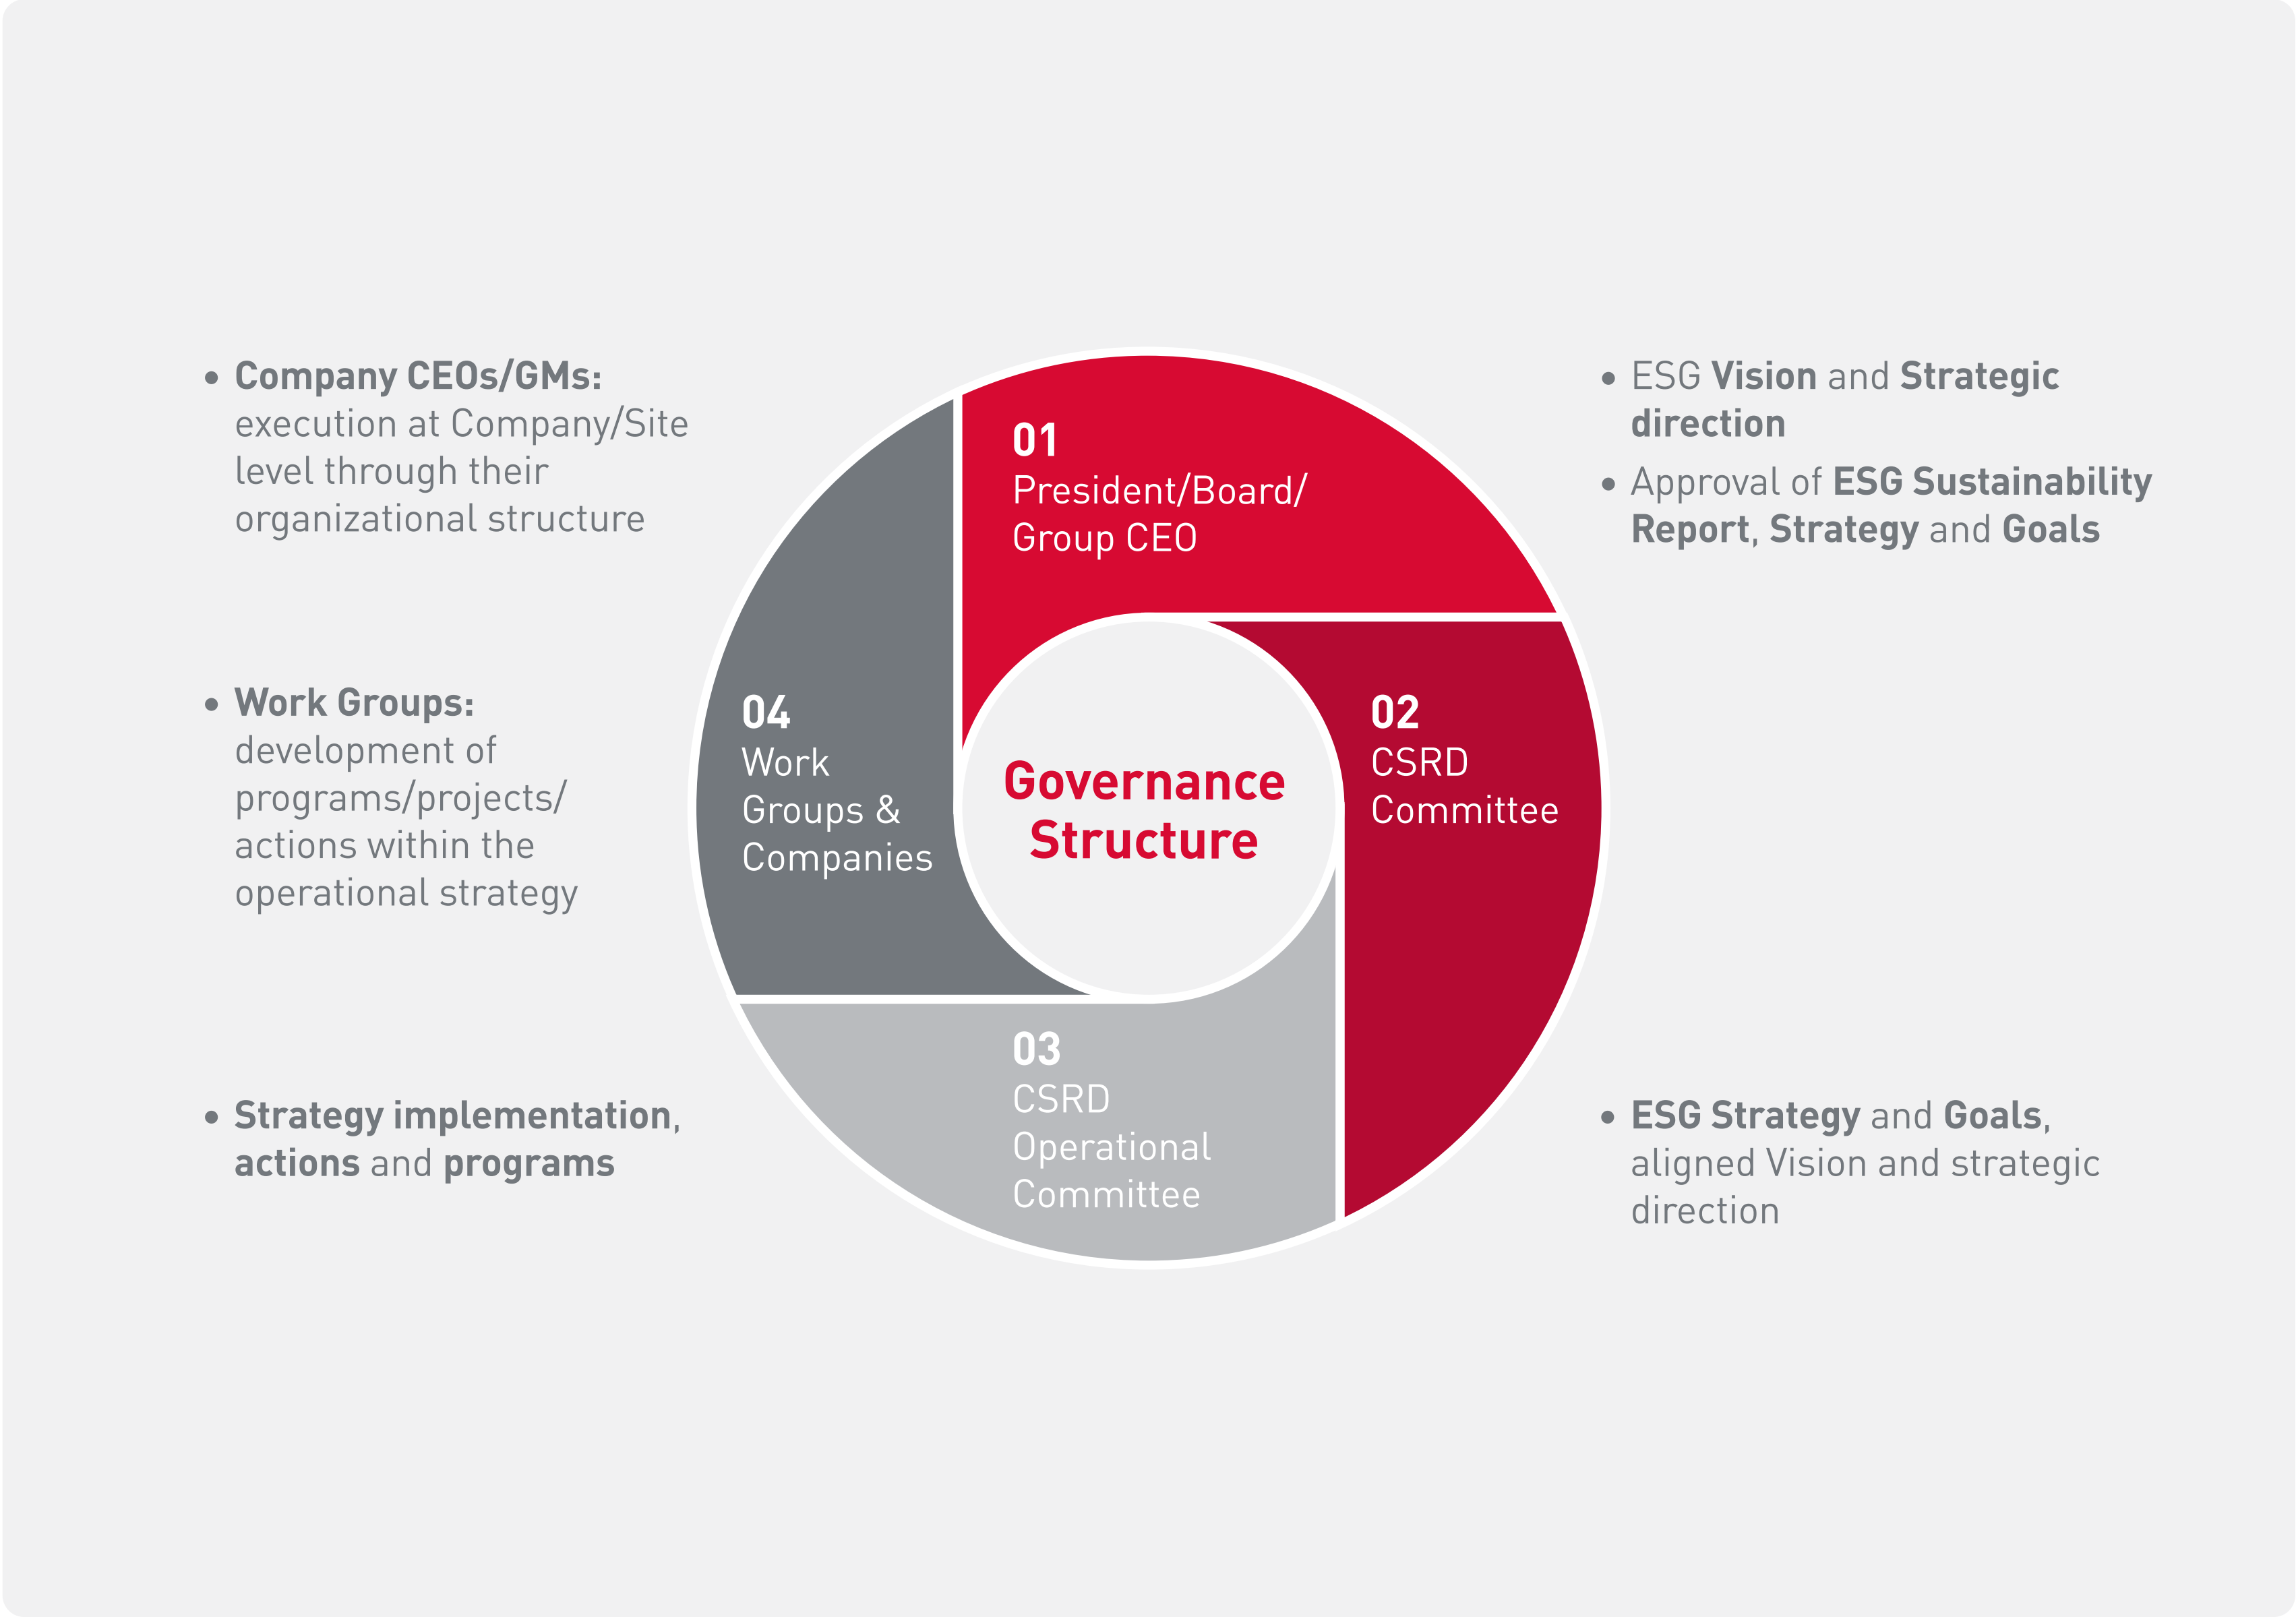 Company CEOs/GMs:
execution at Company/Site
level through their
organizational structure
Work Groups:
development of
programs/projects/
actions within the
operational strategy
Strategy implementation,
actions and programs
01
President/Board/
Group CEO
02
CSRD
Committee
03
CSRD
Operational
Committee
04
Work
Groups &
Companies
Governance
Structure
ESG Vision and Strategic
direction
Approval of ESG Sustainability
Report, Strategy and Goals
ESG Strategy and Goals,
aligned Vision and strategic
direction